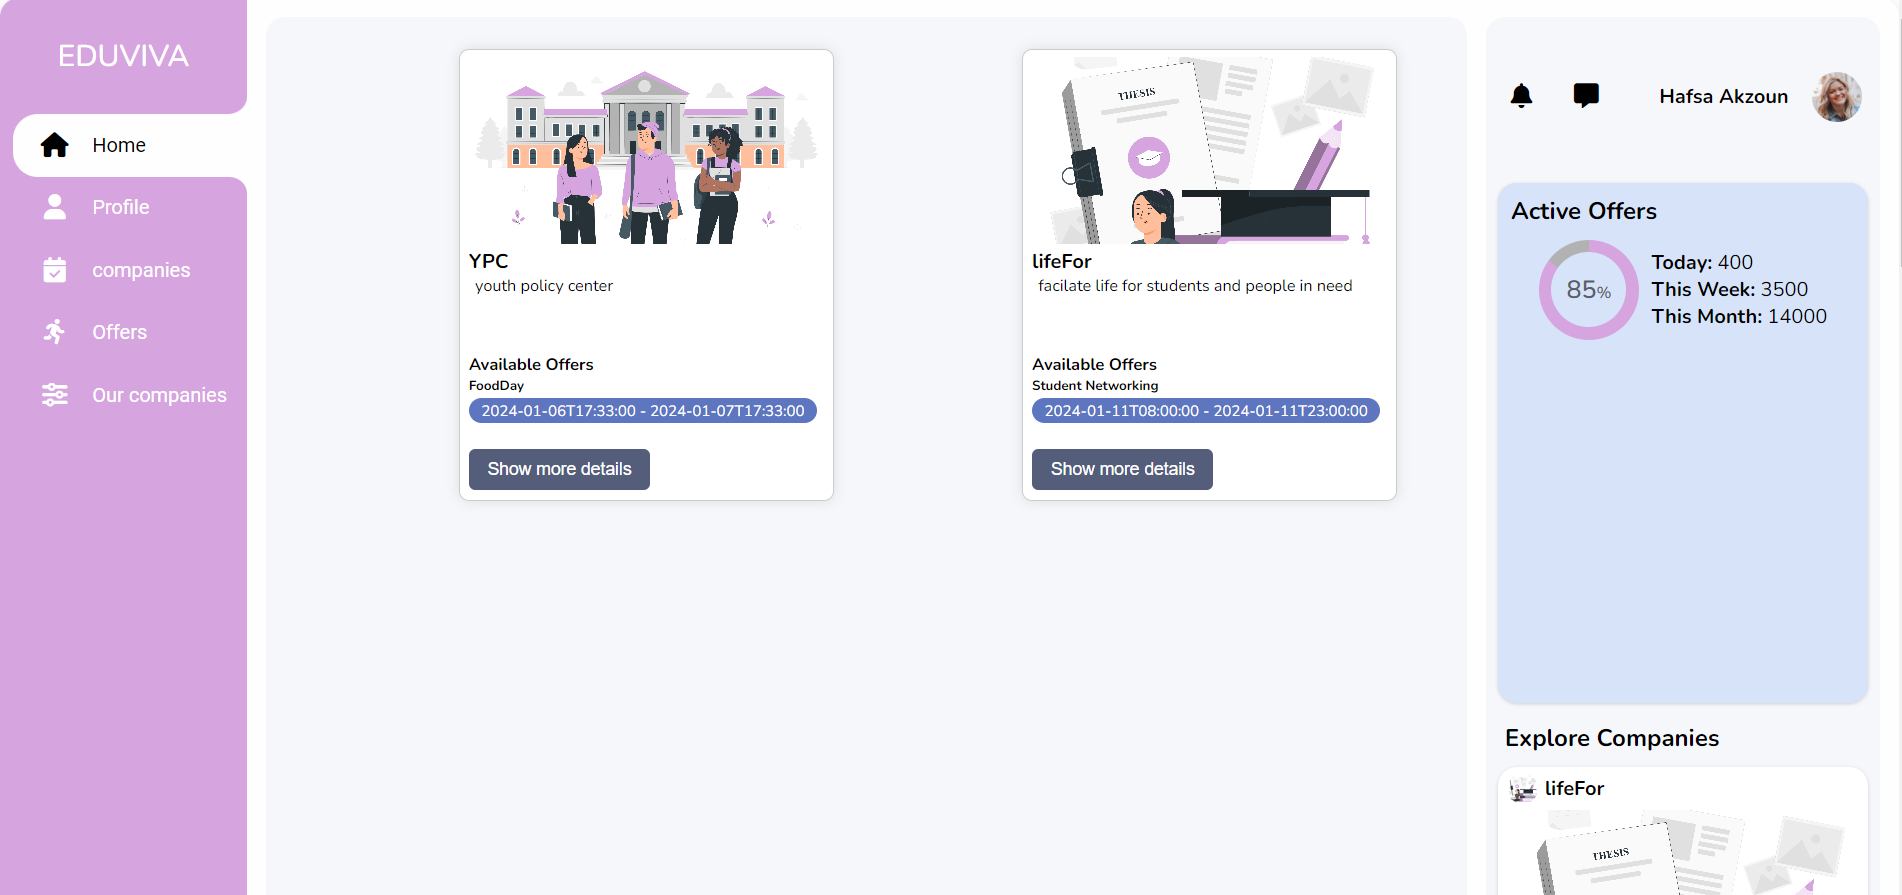 EDUVIVA
Home
Profile
companies
Offers
Our companies
THESIS
YPC
youth policy center
Available Offers
FoodDay
2024-01-06T17:33:00 - 2024-01-07T17:33:00
Show more details
lifeFor
facilate life for students and people in need
Available Offers
Student Networking
2024-01-11T08:00:00 - 2024-01-11T23:00:00
Show more details
Hafsa Akzoun
Active Offers
85%
Today: 400
This Week: 3500
This Month: 14000
Explore Companies
lifeFor
THESIS